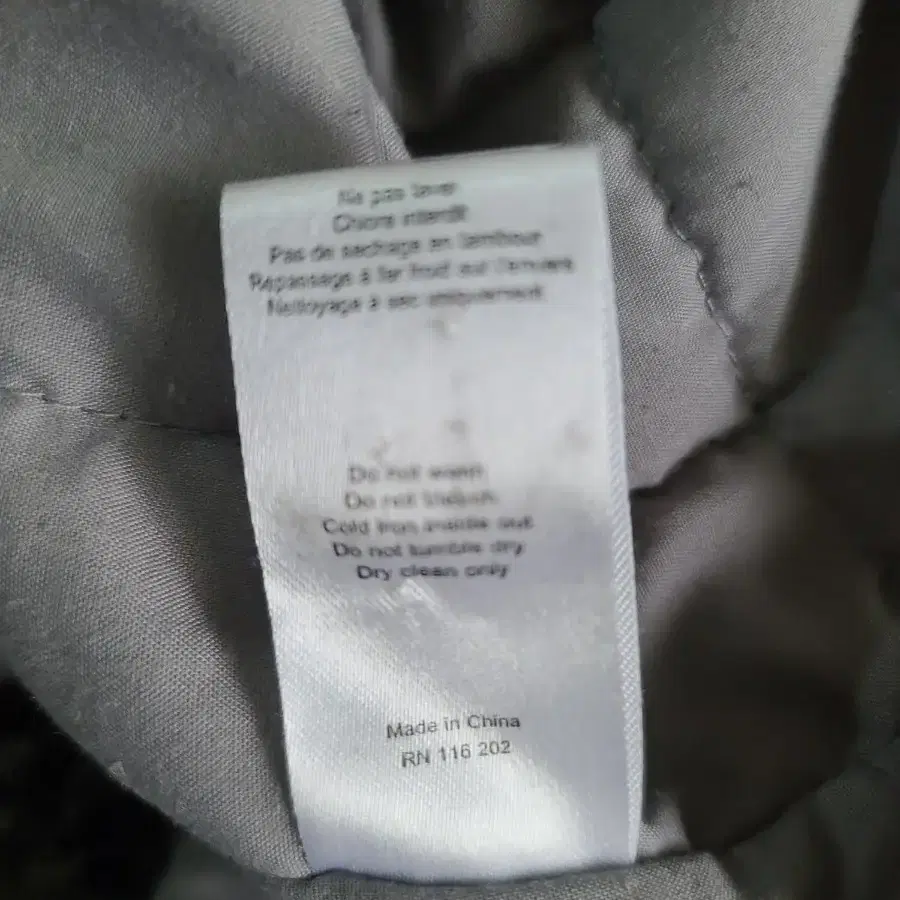 Ne pas laver
Chlore interdit
Pas de sechage en tambour
Repassage à fer froid sur l'envers
Nettoyage à sec uniquement
Do not wash
Do not bleach
Cold iron inside out
Do not tumble dry
Dry clean only
Made in China
RN 116 202